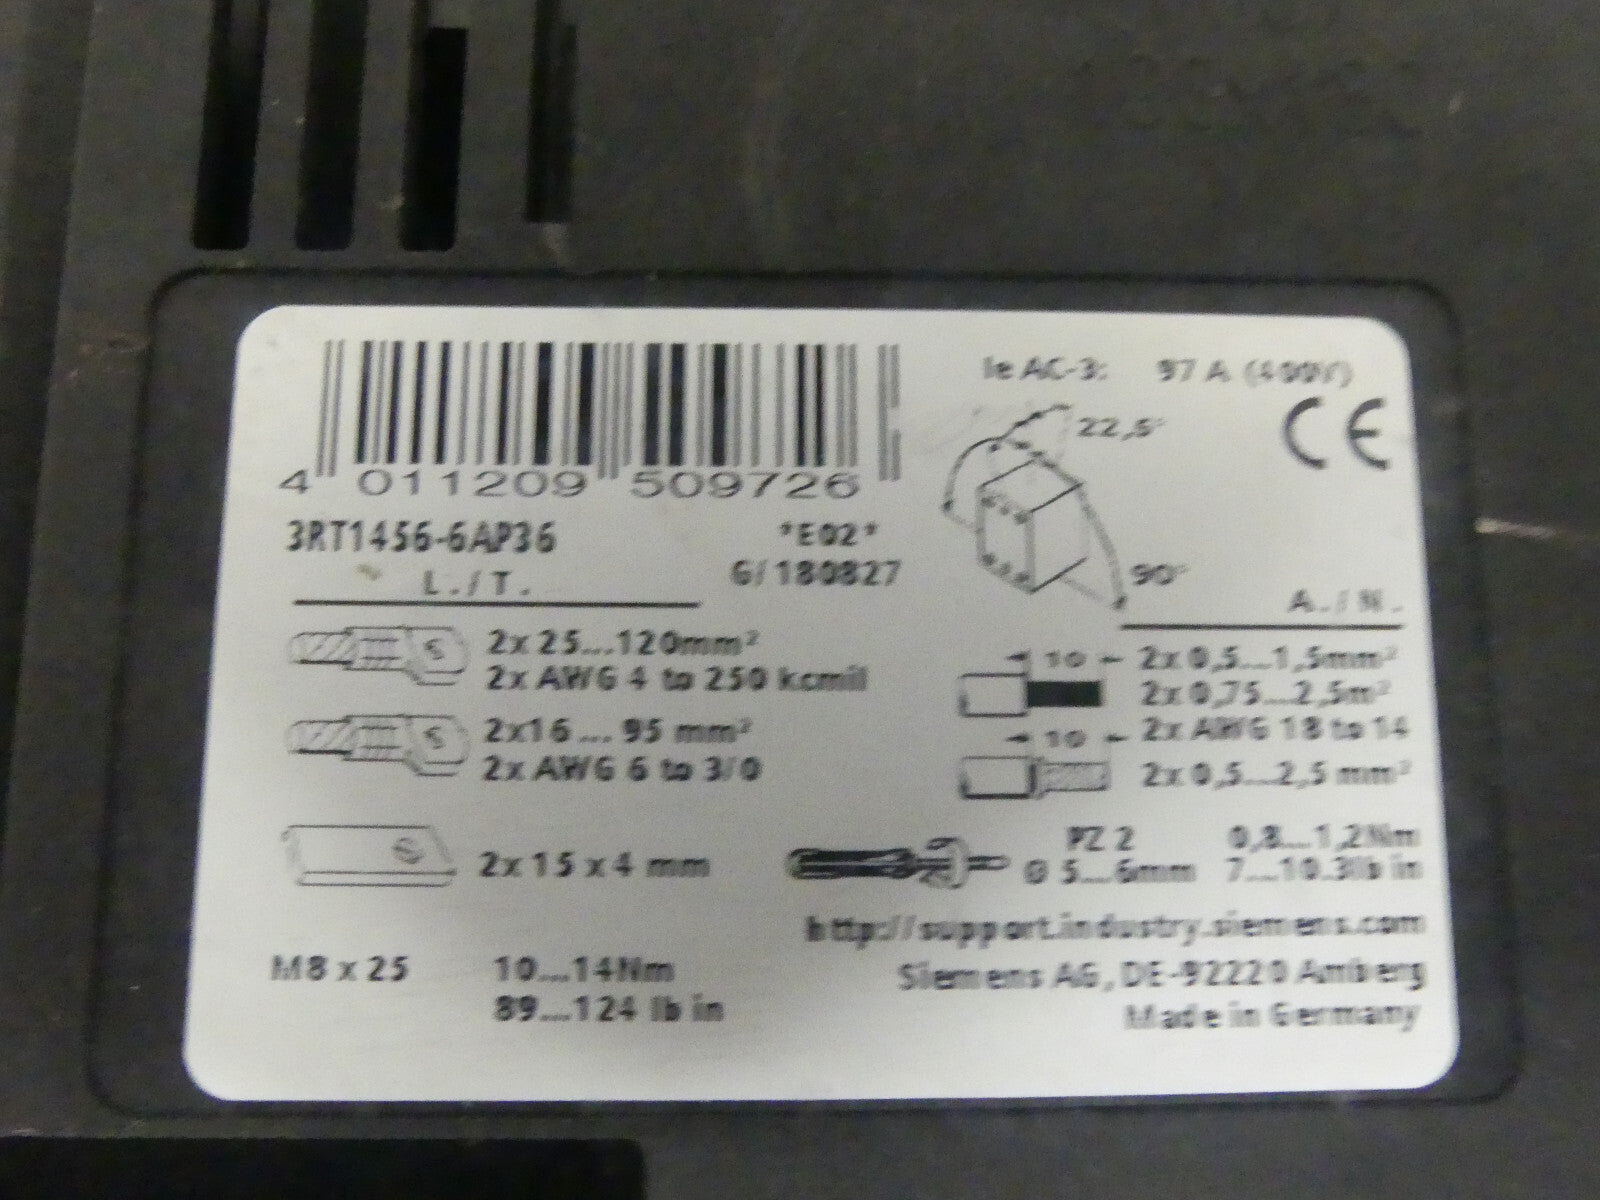 Ie AC-3: 97 A (400V)
22,5°
CE
4 011209 509726
3RT1456-6AP36
*E02*
G/180827
90°
L./T.
A./N.
2x 25...120mm²
2x AWG 4 to 250 kcmil
10
2x 0,5...1,5mm²
2x 0,75...2,5m²
2x AWG 18 to 14
2x16 ... 95 mm²
2x AWG 6 to 3/0
10
2x 0,5...2,5 mm²
2x 15 x 4 mm
PZ 2 0,8...1,2Nm
Ø 5...6mm 7...10.3lb in
http://support.industry.siemens.com
M8 x 25 10...14Nm
89...124 lb in
Siemens AG, DE-92220 Amberg
Made in Germany